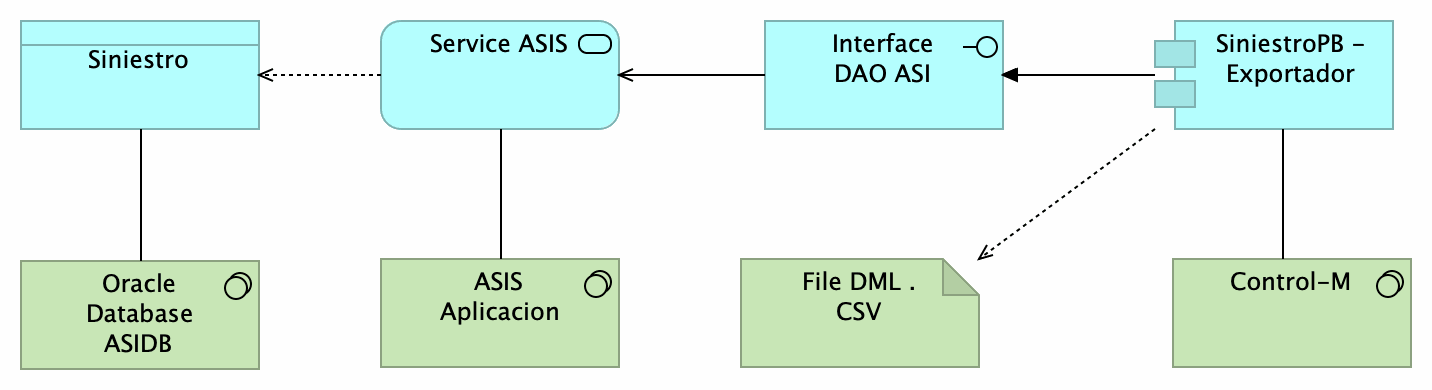 Siniestro
Service ASIS
Interface
DAO ASI
SiniestroPB -
Exportador
Oracle
Database
ASIDB
ASIS
Aplicacion
File DML .
CSV
Control-M